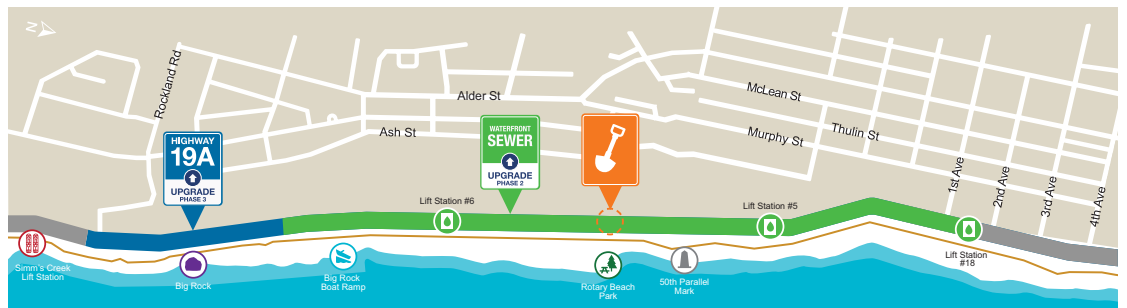 N
Rockland Rd
Alder St
Ash St
McLean St
Murphy St
Thulin St
1st Ave
2nd Ave
3rd Ave
4th Ave
HIGHWAY
19A
UPGRADE
PHASE 3
WATERFRONT
SEWER
UPGRADE
PHASE 2
Lift Station #6
Lift Station #5
Lift Station
#18
Simm's Creek
Lift Station
Big Rock
Big Rock
Boat Ramp
Rotary Beach
Park
50th Parallel
Mark